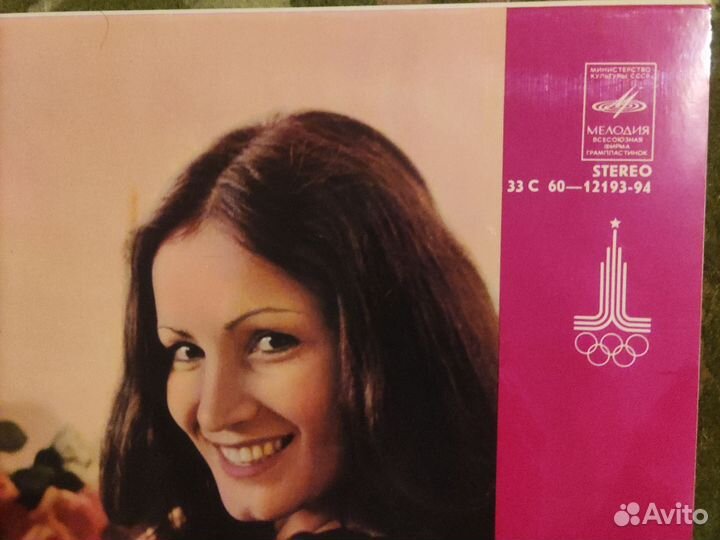 МИНИСТЕРСТВО
КУЛЬТУРЫ СССР
МЕЛОДИЯ
ВСЕСОЮЗНАЯ
ФИРМА
ГРАМПЛАСТИНОК
STEREO
33 С 60—12193-94
Avito